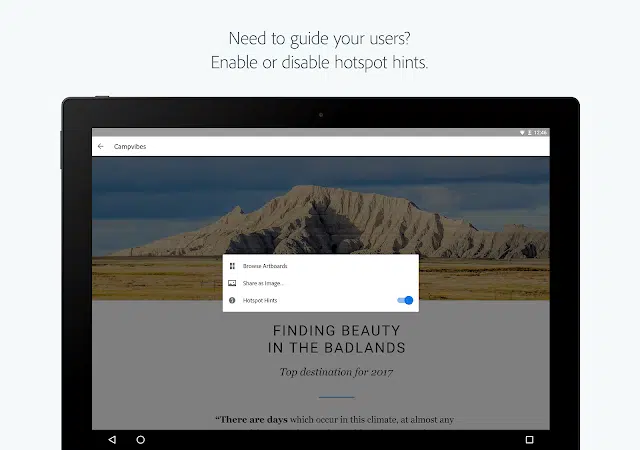 Need to guide your users?
Enable or disable hotspot hints.
12:46
Campvibes
Browse Artboards
Share as Image...
Hotspot Hints
FINDING BEAUTY
IN THE BADLANDS
Top destination for 2017
“There are days which occur in this climate, at almost any